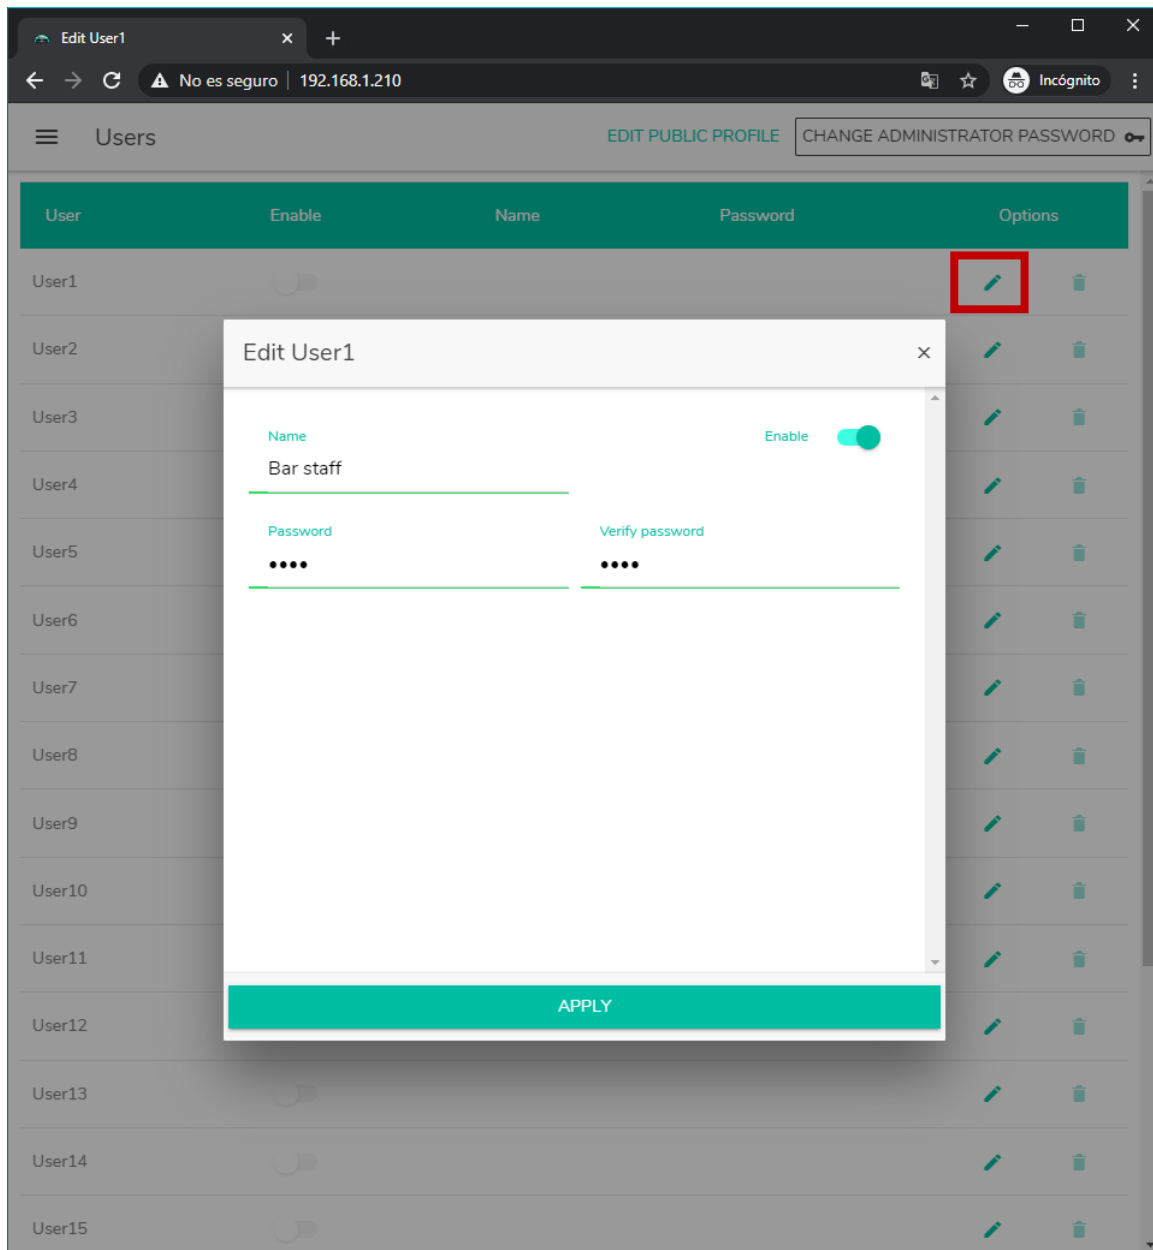 Edit User1
No es seguro | 192.168.1.210 Incógnito
Users EDIT PUBLIC PROFILE CHANGE ADMINISTRATOR PASSWORD
User Enable Name Password Options
User1
User2
Edit User1
User3
Name Enable
Bar staff
User4
Password Verify password
••••  ••••
User5
User6
User7
User8
User9
User10
User11
APPLY
User12
User13
User14
User15